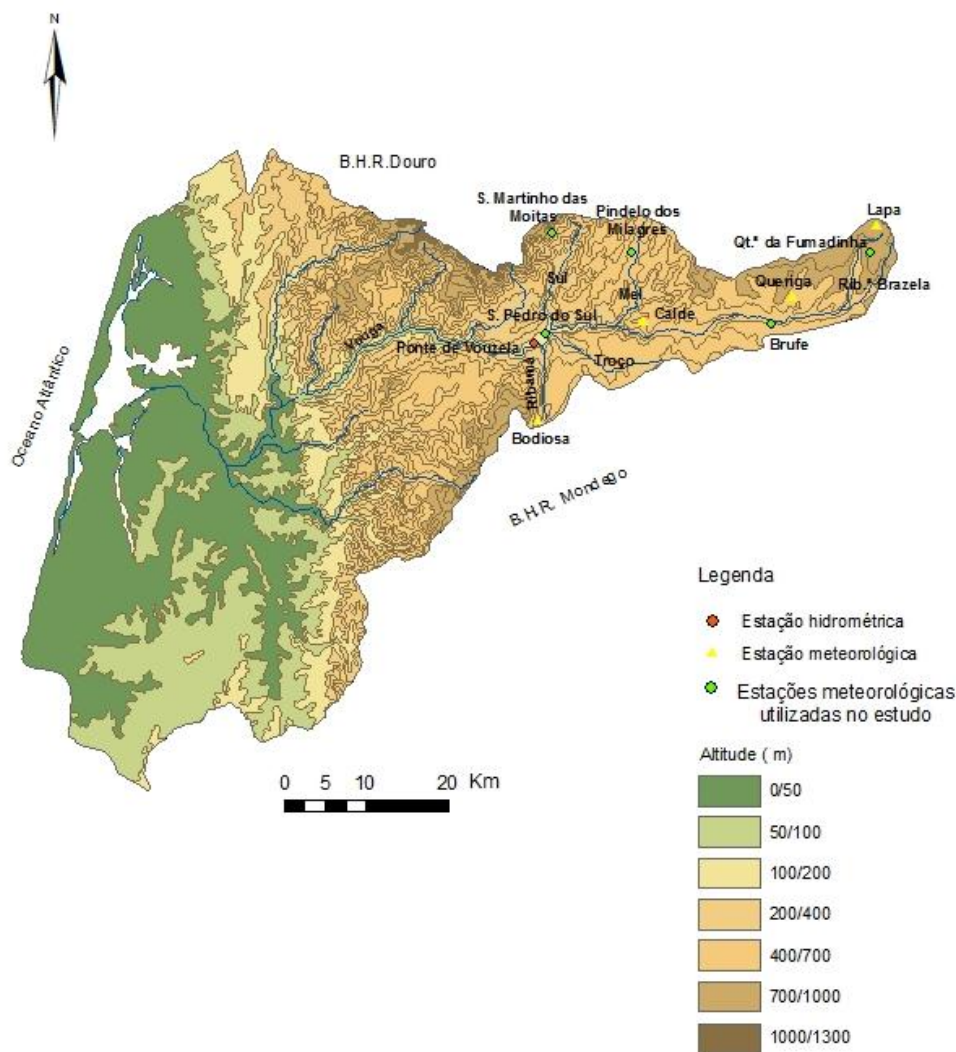 N
B.H.R.Douro
S. Martinho das
Moitas
Pindelo dos
Milagres
Lapa
Qt.ª da Fumadinha
Sul
Queriga
Rib.ª Brazela
Mel
S. Pedro do Sul
Calde
Vouga
Ponte de Vouzela
Troço
Brufe
Ribamá
Oceano Atlântico
Bodiosa
B.H.R. Mondego
Legenda
Estação hidrométrica
Estação meteorológica
Estações meteorológicas
utilizadas no estudo
Altitude ( m)
0 5 10 20 Km
0/50
50/100
100/200
200/400
400/700
700/1000
1000/1300